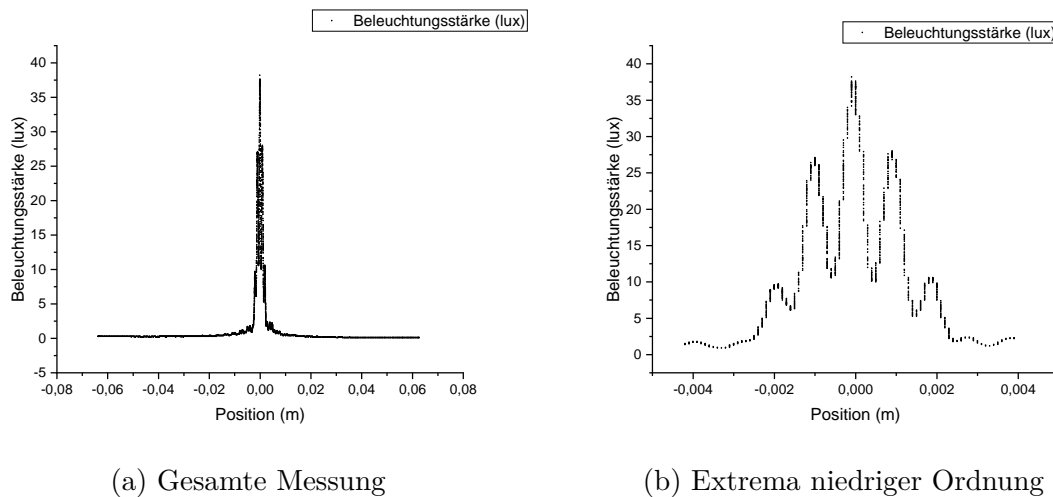 Beleuchtungsstärke (lux)
Beleuchtungsstärke (lux)
40
35
30
25
20
15
10
5
0
-5
Beleuchtungsstärke (lux)
-0,08 -0,06 -0,04 -0,02 0,00 0,02 0,04 0,06 0,08
Position (m)
40
35
30
25
20
15
10
5
0
Beleuchtungsstärke (lux)
-0,004 -0,002 0,000 0,002 0,004
Position (m)
(a) Gesamte Messung
(b) Extrema niedriger Ordnung